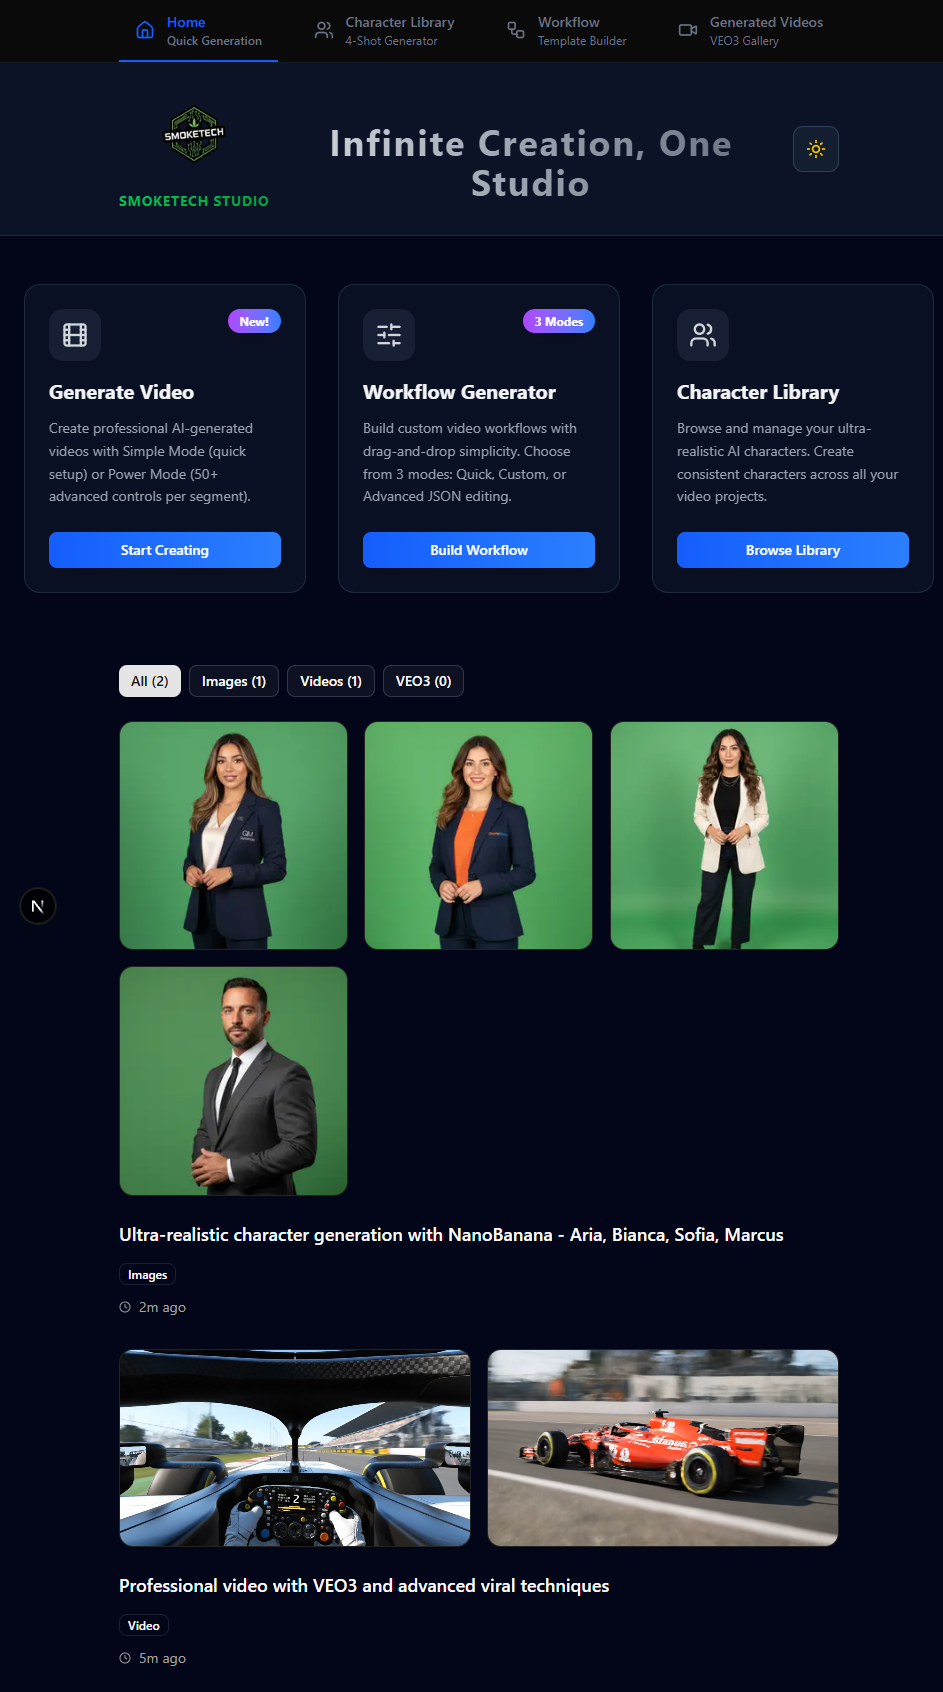 Home
Quick Generation
Character Library
4-Shot Generator
Workflow
Template Builder
Generated Videos
VEO3 Gallery
SMOKETECH
SMOKETECH STUDIO
Infinite Creation, One
Studio
New!
Generate Video
Create professional AI-generated
videos with Simple Mode (quick
setup) or Power Mode (50+
advanced controls per segment).
Start Creating
3 Modes
Workflow Generator
Build custom video workflows with
drag-and-drop simplicity. Choose
from 3 modes: Quick, Custom, or
Advanced JSON editing.
Build Workflow
Character Library
Browse and manage your ultra-
realistic AI characters. Create
consistent characters across all your
video projects.
Browse Library
All (2)
Images (1)
Videos (1)
VEO3 (0)
N
Ultra-realistic character generation with NanoBanana - Aria, Bianca, Sofia, Marcus
Images
2m ago
2
Professional video with VEO3 and advanced viral techniques
Video
5m ago